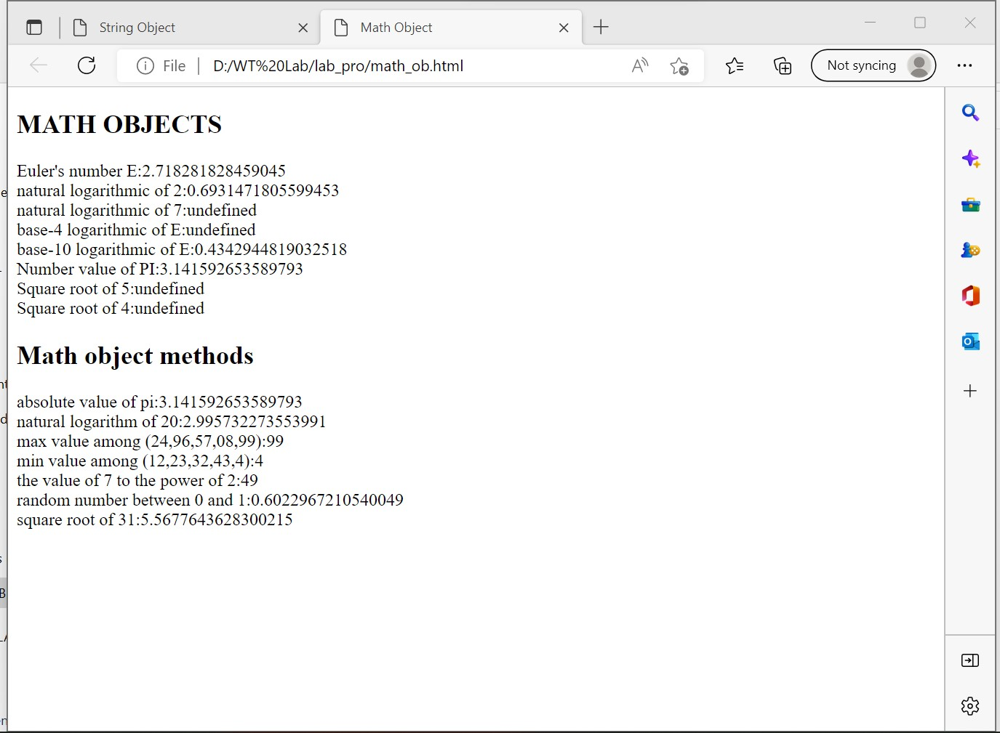 String Object
Math Object
File
D:/WT%20Lab/lab_pro/math_ob.html
Not syncing
MATH OBJECTS
Euler's number E:2.718281828459045
natural logarithmic of 2:0.6931471805599453
natural logarithmic of 7:undefined
base-4 logarithmic of E:undefined
base-10 logarithmic of E:0.4342944819032518
Number value of PI:3.141592653589793
Square root of 5:undefined
Square root of 4:undefined
Math object methods
absolute value of pi:3.141592653589793
natural logarithm of 20:2.995732273553991
max value among (24,96,57,08,99):99
min value among (12,23,32,43,4):4
the value of 7 to the power of 2:49
random number between 0 and 1:0.6022967210540049
square root of 31:5.5677643628300215